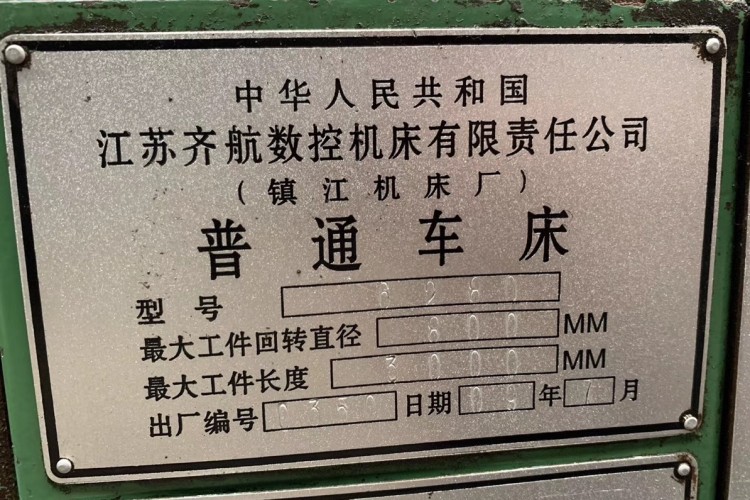 中华人民共和国
江苏齐航数控机床有限责任公司
(镇江机床厂)
普通车床
型号
最大工件回转直径 800 MM
最大工件长度 3000 MM
出厂编号 日期 年 月